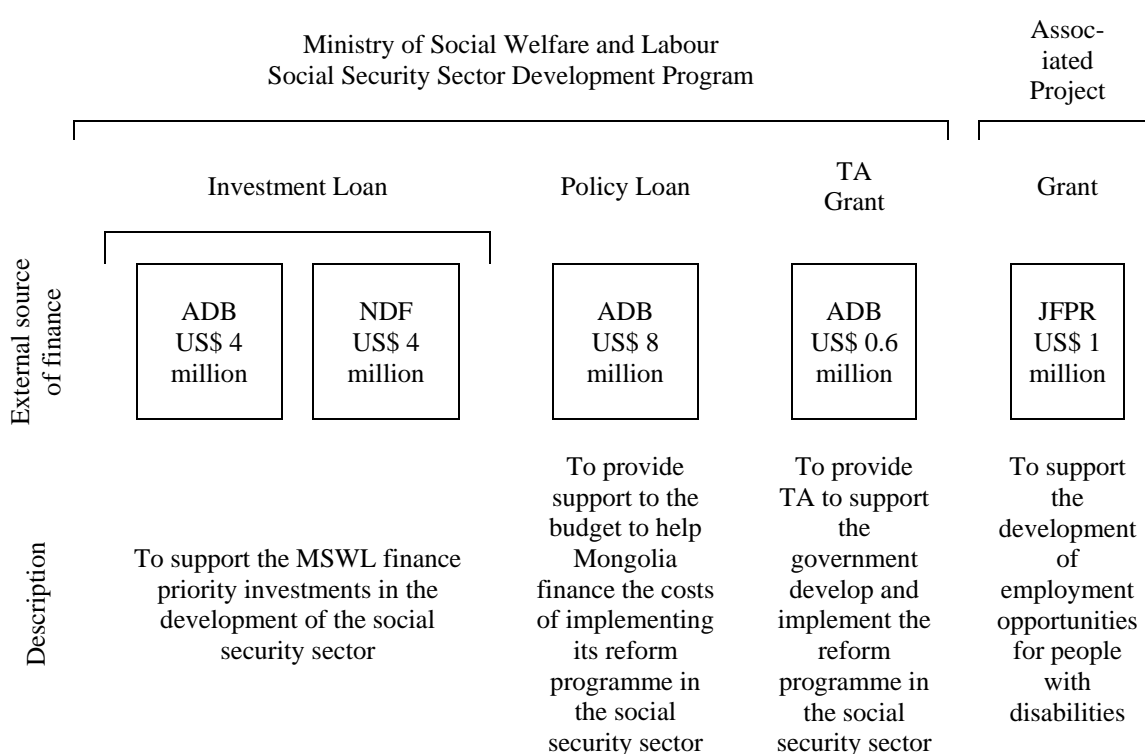 Ministry of Social Welfare and Labour
Social Security Sector Development Program
Assoc-
iated
Project
Investment Loan
Policy Loan
TA
Grant
Grant
External source
of finance
ADB
US$ 4
million
NDF
US$ 4
million
ADB
US$ 8
million
ADB
US$ 0.6
million
JFPR
US$ 1
million
Description
To support the MSWL finance
priority investments in the
development of the social
security sector
To provide
support to the
budget to help
Mongolia
finance the costs
of implementing
its reform
programme in
the social
security sector
To provide
TA to support
the
government
develop and
implement the
reform
programme in
the social
security sector
To support
the
development
of
employment
opportunities
for people
with
disabilities